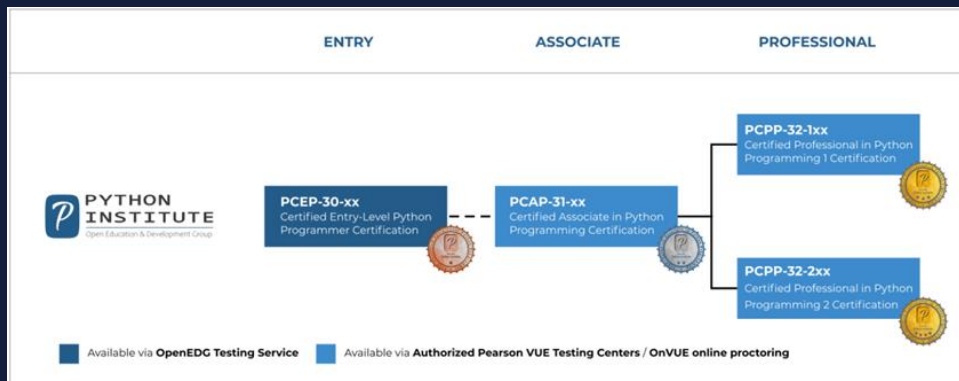 ENTRY
ASSOCIATE
PROFESSIONAL
PCPP-32-1xx
Certified Professional in Python
Programming 1 Certification
PYTHON
INSTITUTE
Open Education & Development Group
PCEP-30-xx
Certified Entry-Level Python
Programmer Certification
PCAP-31-xx
Certified Associate in Python
Programming Certification
PCPP-32-2xx
Certified Professional in Python
Programming 2 Certification
Available via OpenEDG Testing Service
Available via Authorized Pearson VUE Testing Centers / OnVUE online proctoring